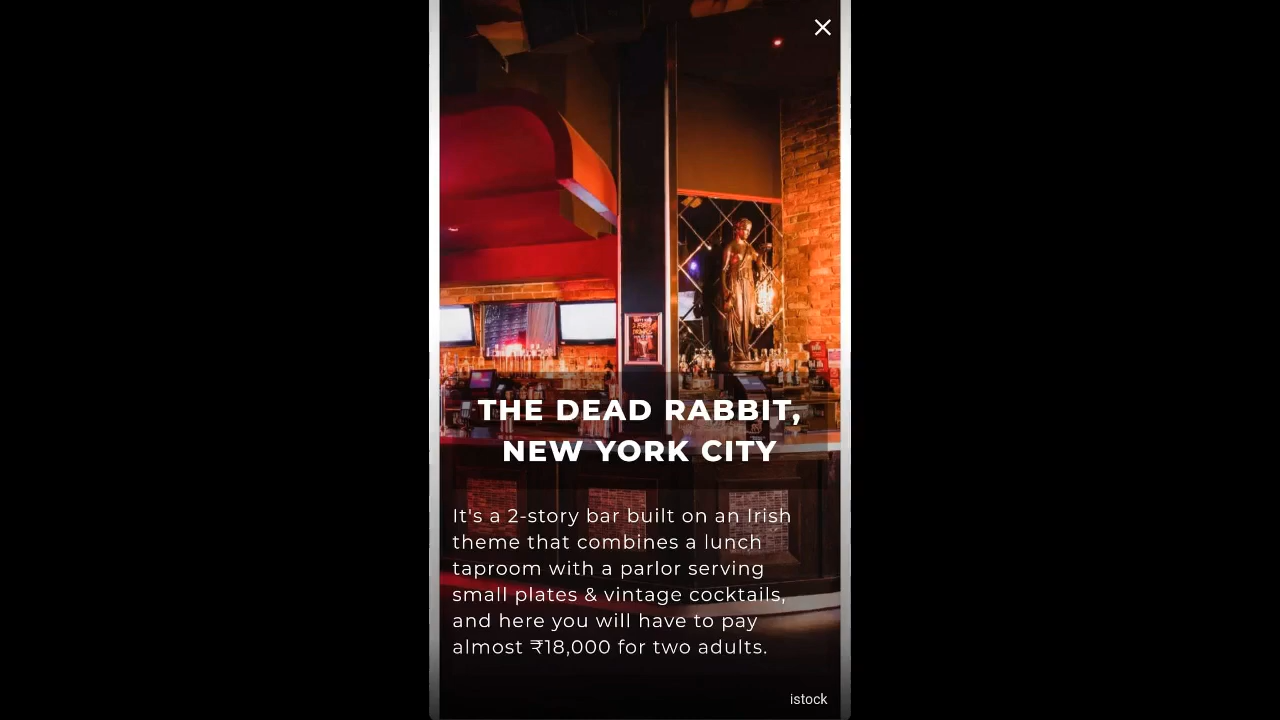 THE DEAD RABBIT,
NEW YORK CITY
It's a 2-story bar built on an Irish
theme that combines a lunch
taproom with a parlor serving
small plates & vintage cocktails,
and here you will have to pay
almost ₹18,000 for two adults.
istock